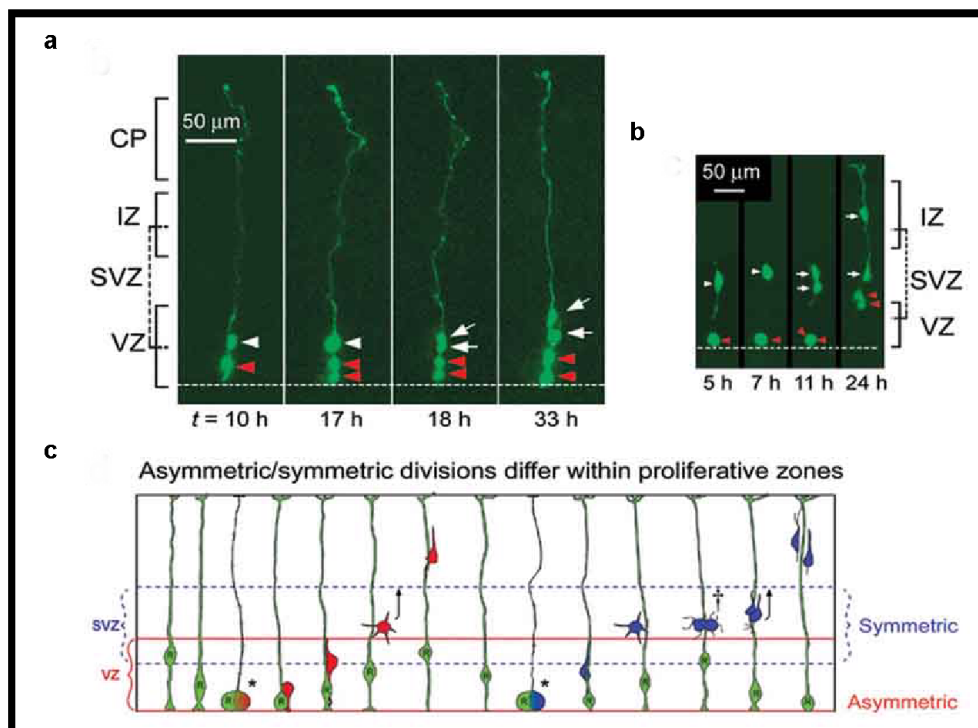 a
CP
50 µm
IZ
SVZ
VZ
t = 10 h 17 h 18 h 33 h
b
50 µm
IZ
SVZ
VZ
5 h 7 h 11 h 24 h
c
Asymmetric/symmetric divisions differ within proliferative zones
†
SVZ
Symmetric
R R R R
VZ
R R R R R R
* *
R R R R R R R R
Asymmetric